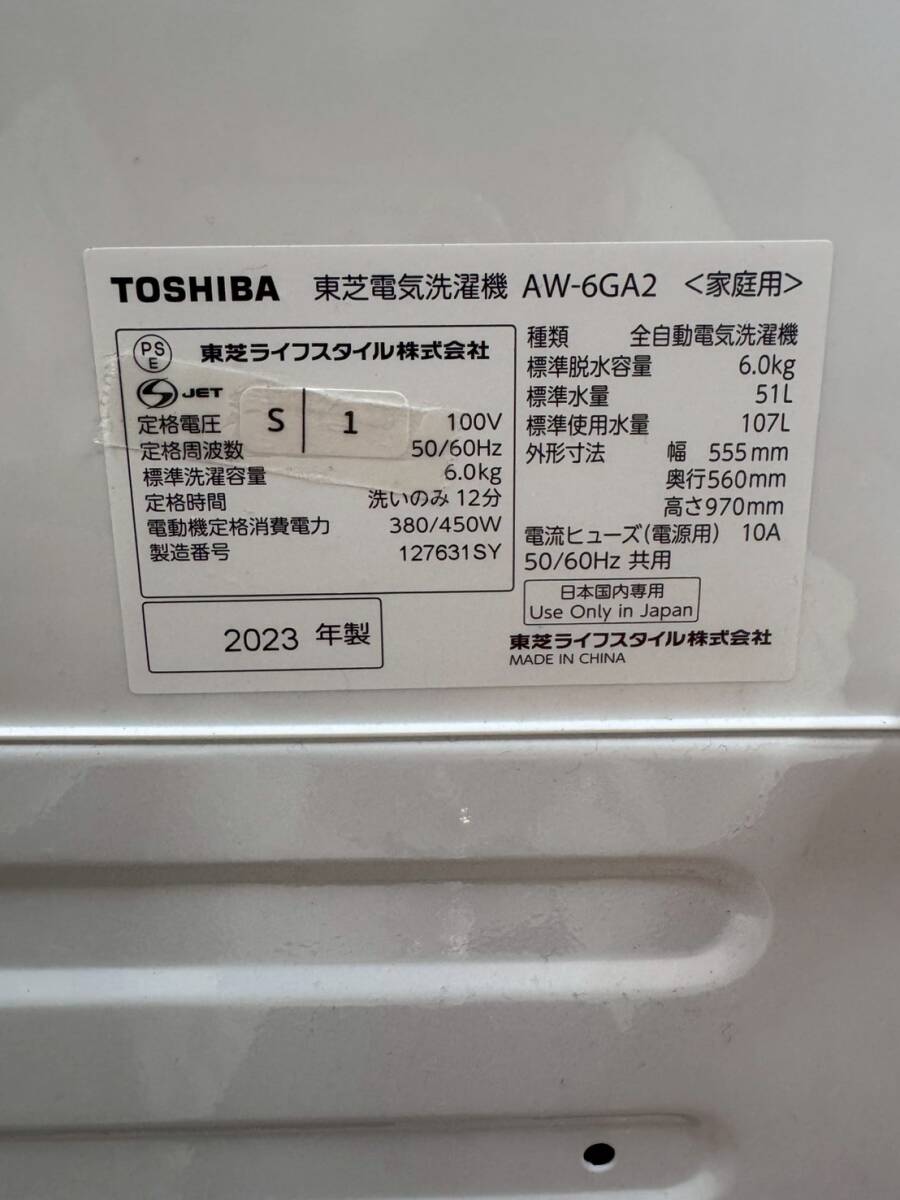 TOSHIBA 東芝電気洗濯機 AW-6GA2 <家庭用>
PS
E
東芝ライフスタイル株式会社
JET
S 1
定格電圧 100V
定格周波数 50/60Hz
標準洗濯容量 6.0kg
定格時間 洗いのみ 12分
電動機定格消費電力 380/450W
製造番号 127631SY
2023 年製
種類 全自動電気洗濯機
標準脱水容量 6.0kg
標準水量 51L
標準使用水量 107L
外形寸法 幅 555mm
奥行560mm
高さ970mm
電流ヒューズ(電源用) 10A
50/60Hz 共用
日本国内専用
Use Only in Japan
東芝ライフスタイル株式会社
MADE IN CHINA